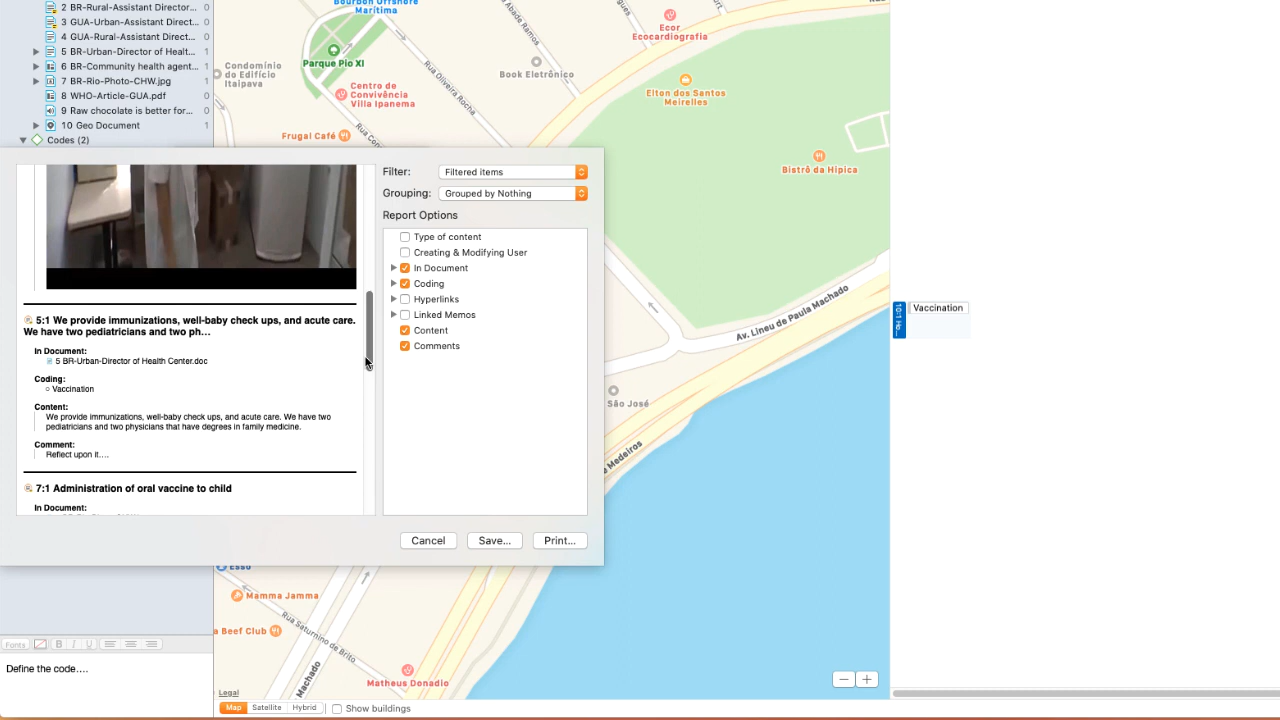 2 BR-Rural-Assistant Director... 0
3 GUA-Urban-Assistant Direct... 0
4 GUA-Rural-Assistant Direct... 0
5 BR-Urban-Director of Healt... 1
6 BR-Community health agent... 1
7 BR-Rio-Photo-CHW.jpg 1
8 WHO-Article-GUA.pdf 0
9 Raw chocolate is better for... 0
10 Geo Document 1
Codes (2)
Bourbon Offshore
Marítima
Parque Pio XI
Condomínio
do Edifício
Itaipava
Centro de
Convivência
Villa Ipanema
Frugal Café
Rua Oliveira Rocha
Abade Ramos
Book Eletrônico
Ecor
Ecocardiografia
Elton dos Santos
Meirelles
Bistrô da Hípica
Filter: Filtered items
Grouping: Grouped by Nothing
Report Options
Type of content
Creating & Modifying User
In Document
Coding
Hyperlinks
Linked Memos
Content
Comments
5:1 We provide immunizations, well-baby check ups, and acute care.
We have two pediatricians and two ph...
In Document:
5 BR-Urban-Director of Health Center.doc
Coding:
○ Vaccination
Content:
We provide immunizations, well-baby check ups, and acute care. We have two
pediatricians and two physicians that have degrees in family medicine.
Comment:
Reflect upon it....
7:1 Administration of oral vaccine to child
In Document:
Cancel
Save...
Print...
Av. Lineu de Paula Machado
São José
Medeiros
Vaccination
Esso
Mamma Jamma
Rua Saturnino de Brito
a Beef Club
Machado
Matheus Donadio
Legal
Fonts
B I U
Define the code....
Map Satellite Hybrid Show buildings